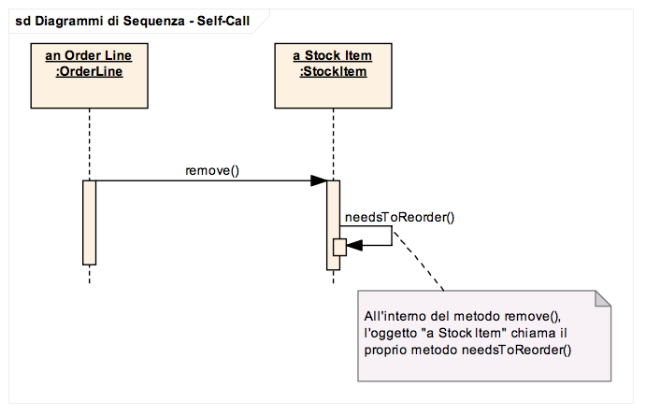 sd Diagrammi di Sequenza - Self-Call
an Order Line
:OrderLine
a Stock Item
:StockItem
remove()
needsToReorder()
All'interno del metodo remove(),
l'oggetto "a Stock Item" chiama il
proprio metodo needsToReorder()